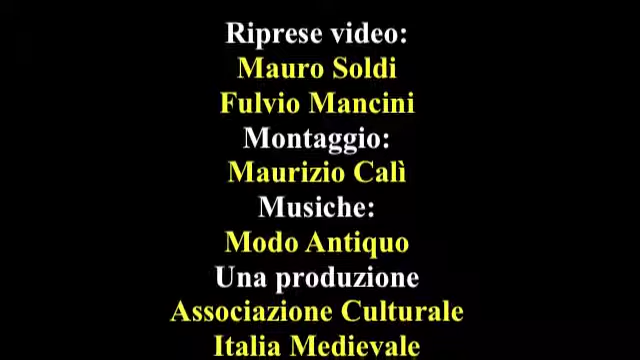 Riprese video:
Mauro Soldi
Fulvio Mancini
Montaggio:
Maurizio Calì
Musiche:
Modo Antiquo
Una produzione
Associazione Culturale
Italia Medievale